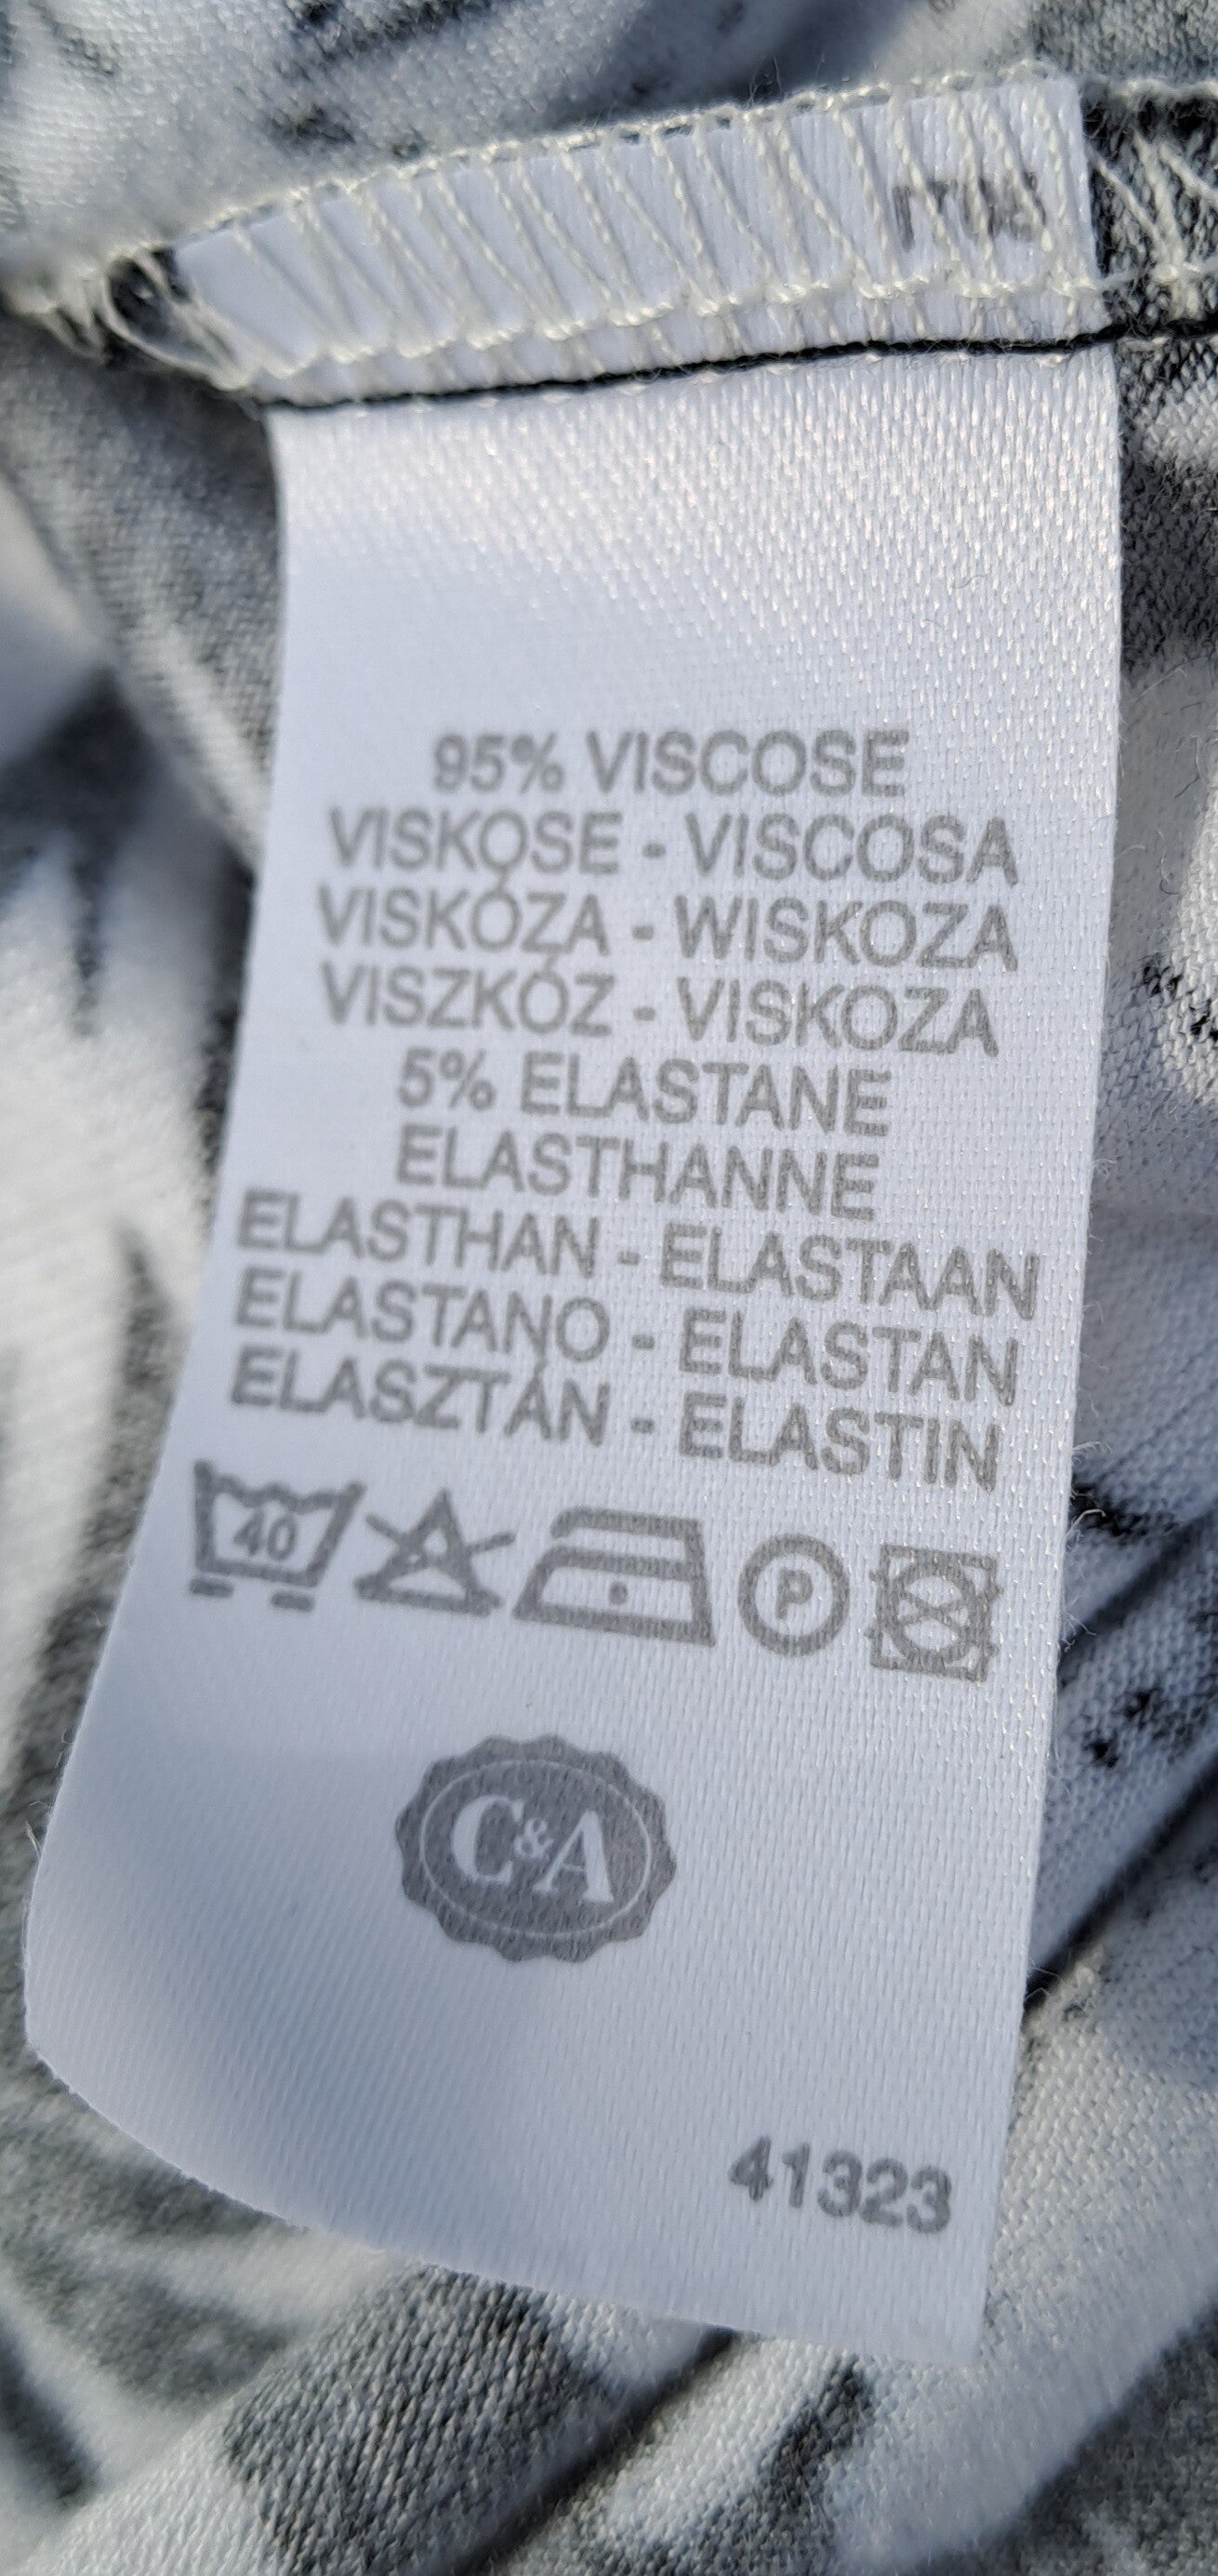 95% VISCOSE
VISKOSE - VISCOSA
VISKÓZA - WISKOZA
VISZKÓZ - VISKOZA
5% ELASTANE
ELASTHANNE
ELASTHAN - ELASTAAN
ELASTANO - ELASTAN
ELASZTÁN - ELASTIN
40 P
C&A
41323